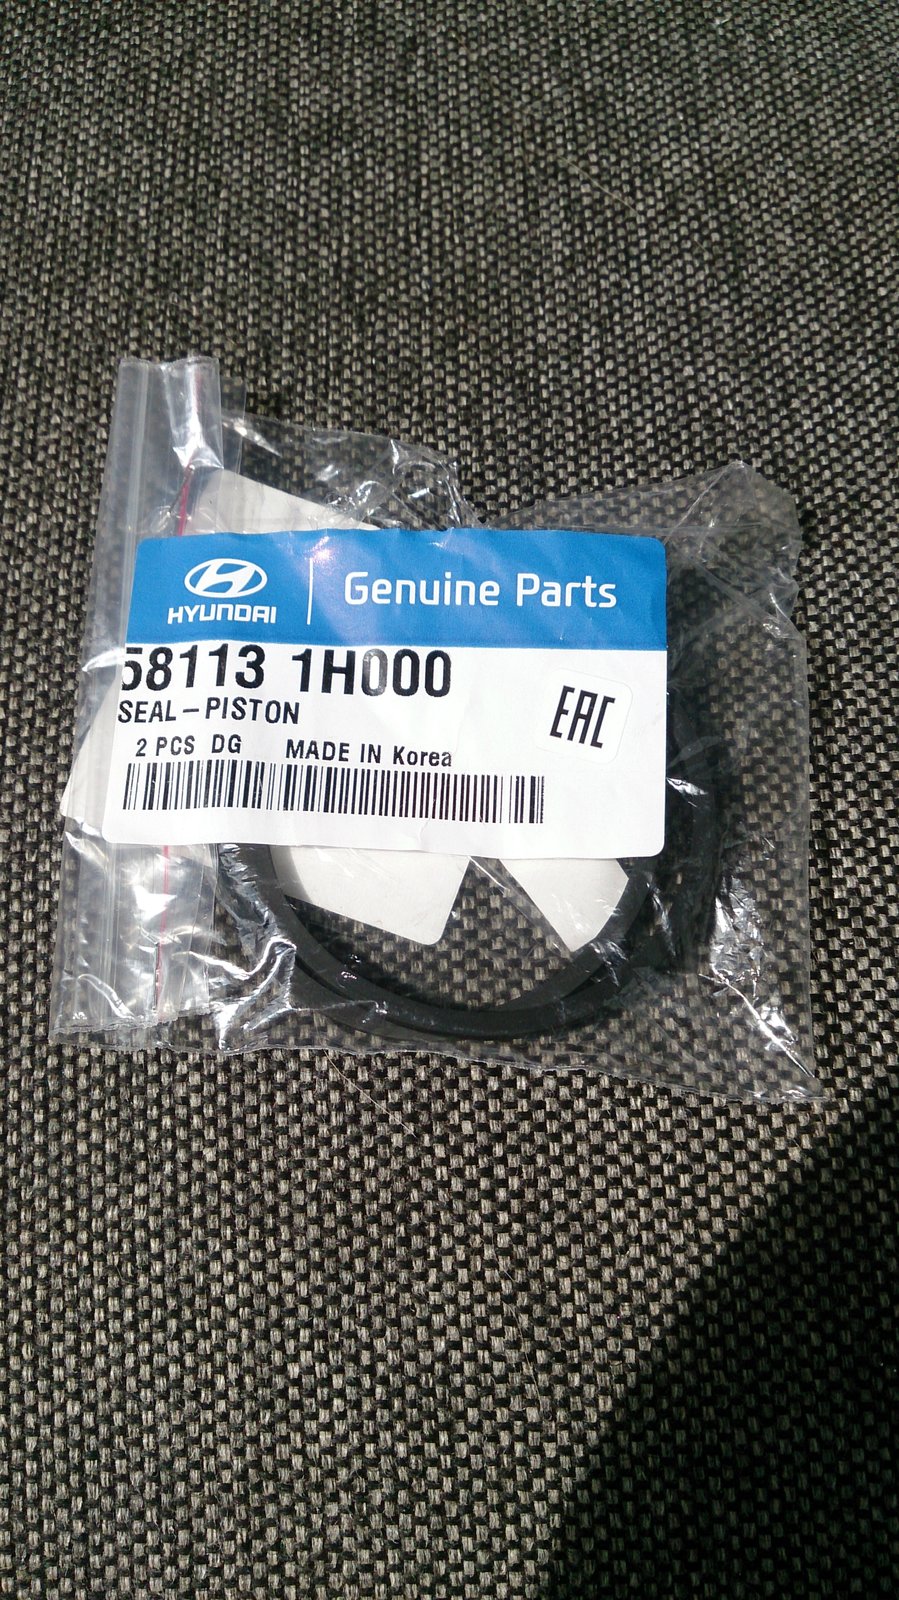 HYUNDAI
Genuine Parts
58113 1H000
SEAL-PISTON
EAC
2 PCS DG MADE IN Korea